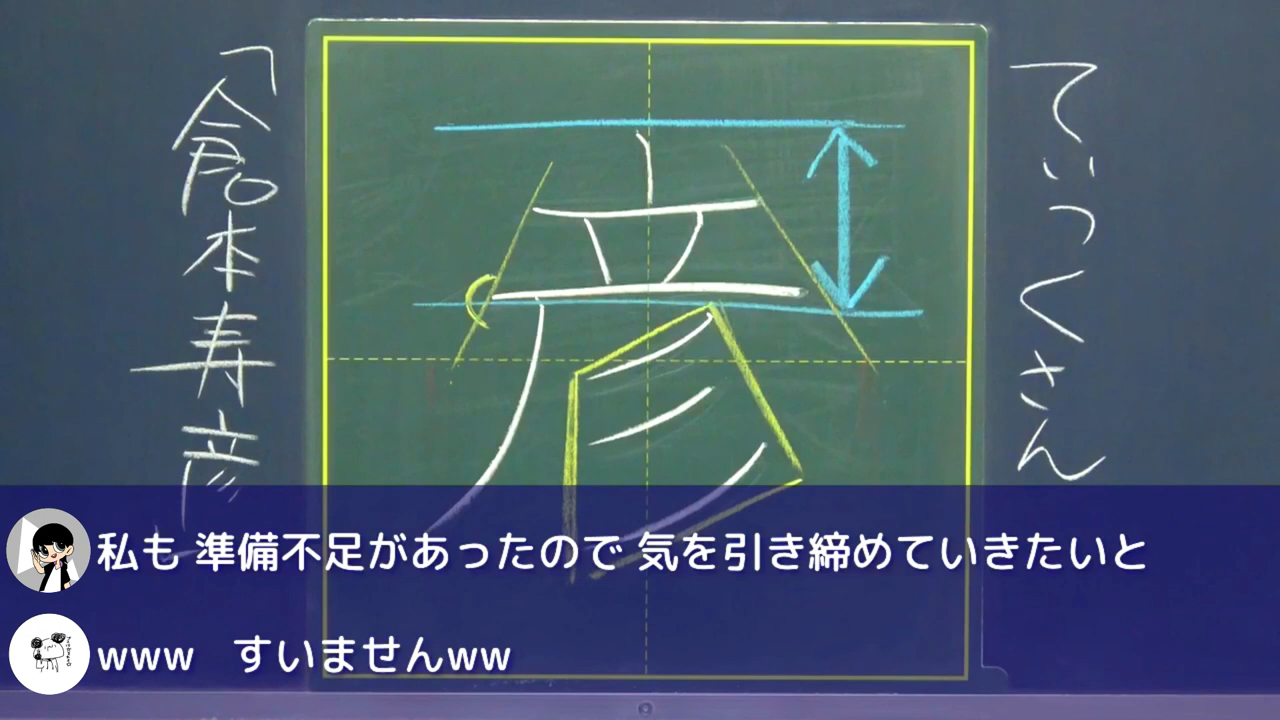 てぃっくさん
彦
「倉本寿彦」
私も 準備不足があったので 気を引き締めていきたいと
www　すいませんww